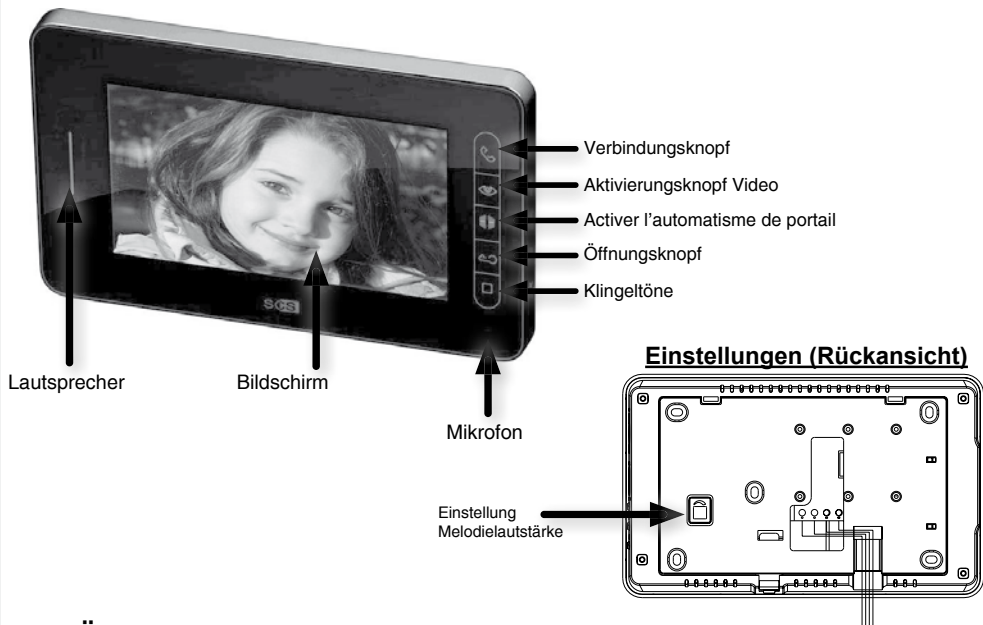 Verbindungsknopf
Aktivierungsknopf Video
Activer l'automatisme de portail
Öffnungsknopf
Klingeltöne
SCS
Lautsprecher
Bildschirm
Mikrofon
Einstellungen (Rückansicht)
Einstellung
Melodielautstärke